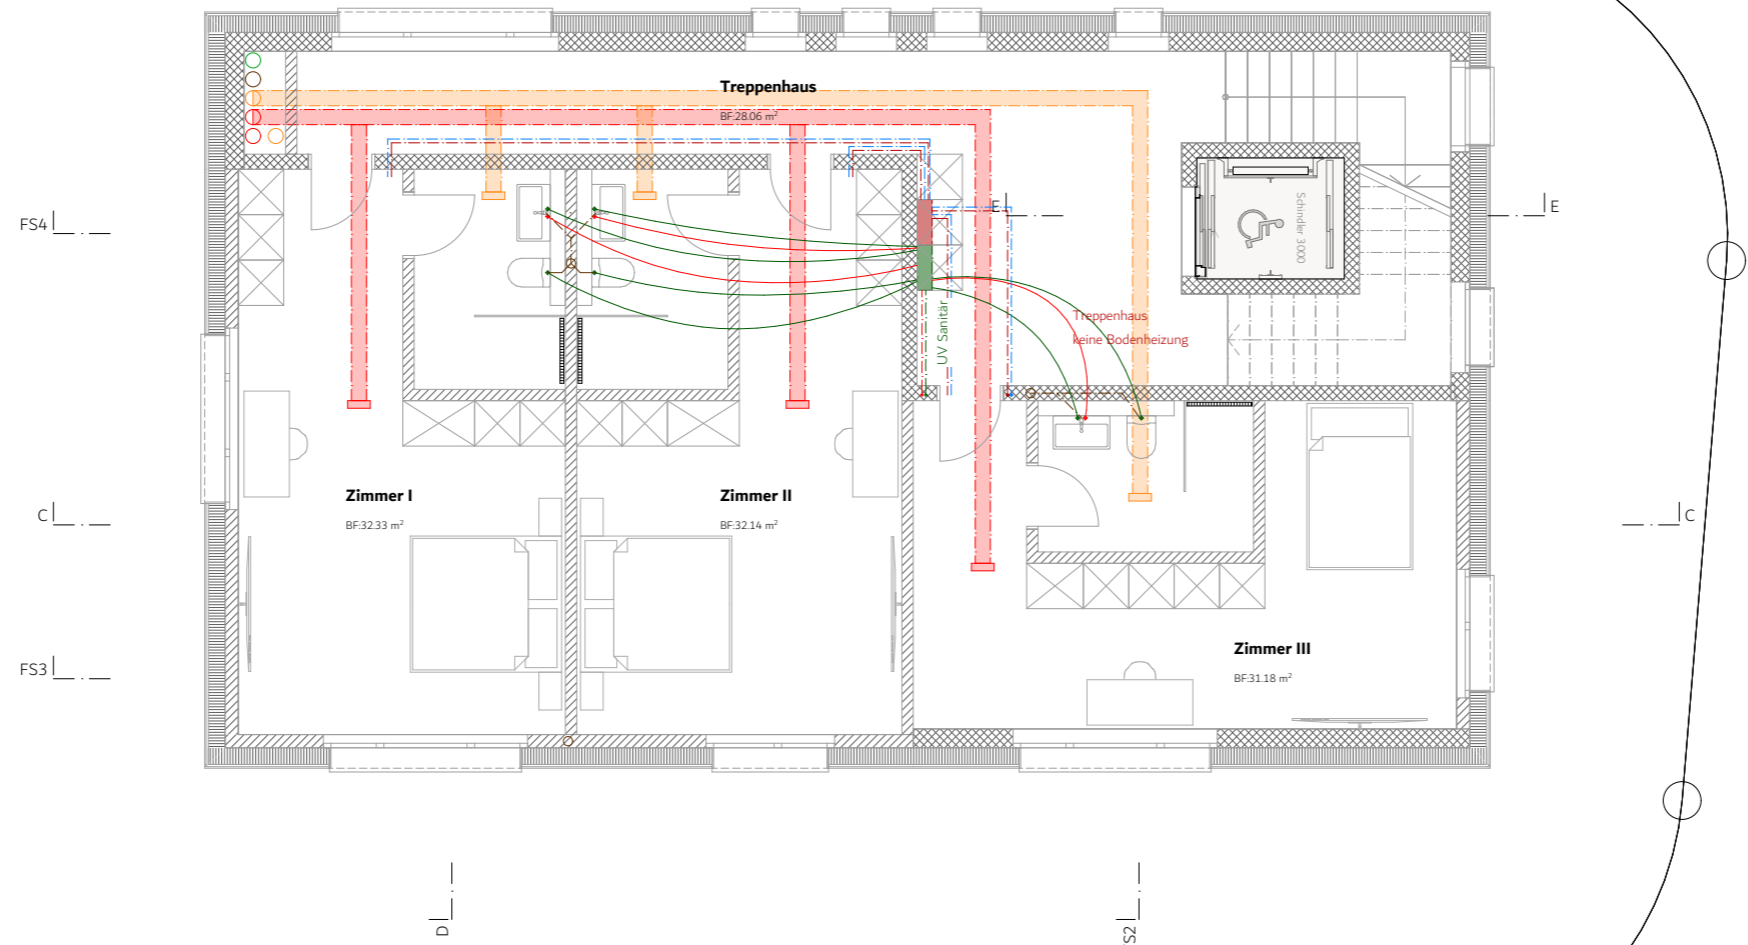 Treppenhaus
BF:28.06 m²
FS4
E
E
Schindler 3000
UV Sanitär
Treppenhaus
keine Bodenheizung
Zimmer I
BF:32.33 m²
Zimmer II
BF:32.14 m²
C
C
Zimmer III
BF:31.18 m²
FS3
D